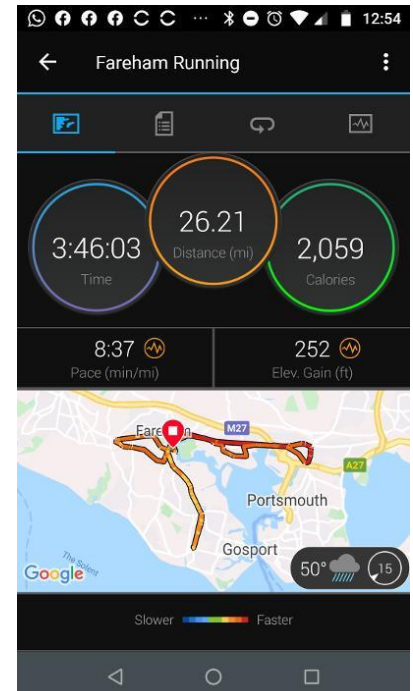 12:54
Fareham Running
3:46:03
Time
26.21
Distance (mi)
2,059
Calories
8:37
Pace (min/mi)
252
Elev. Gain (ft)
Fareham
M27
A27
Portsmouth
Gosport
The Solent
Google
50°
15
Slower
Faster